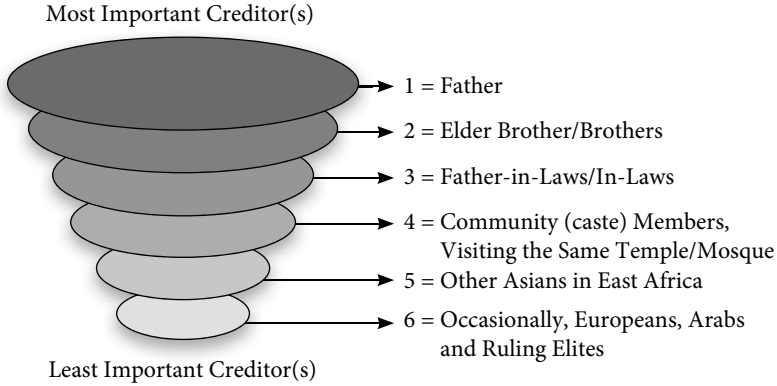 Most Important Creditor(s)
1 = Father
2 = Elder Brother/Brothers
3 = Father-in-Laws/In-Laws
4 = Community (caste) Members,
Visiting the Same Temple/Mosque
5 = Other Asians in East Africa
6 = Occasionally, Europeans, Arabs
and Ruling Elites
Least Important Creditor(s)